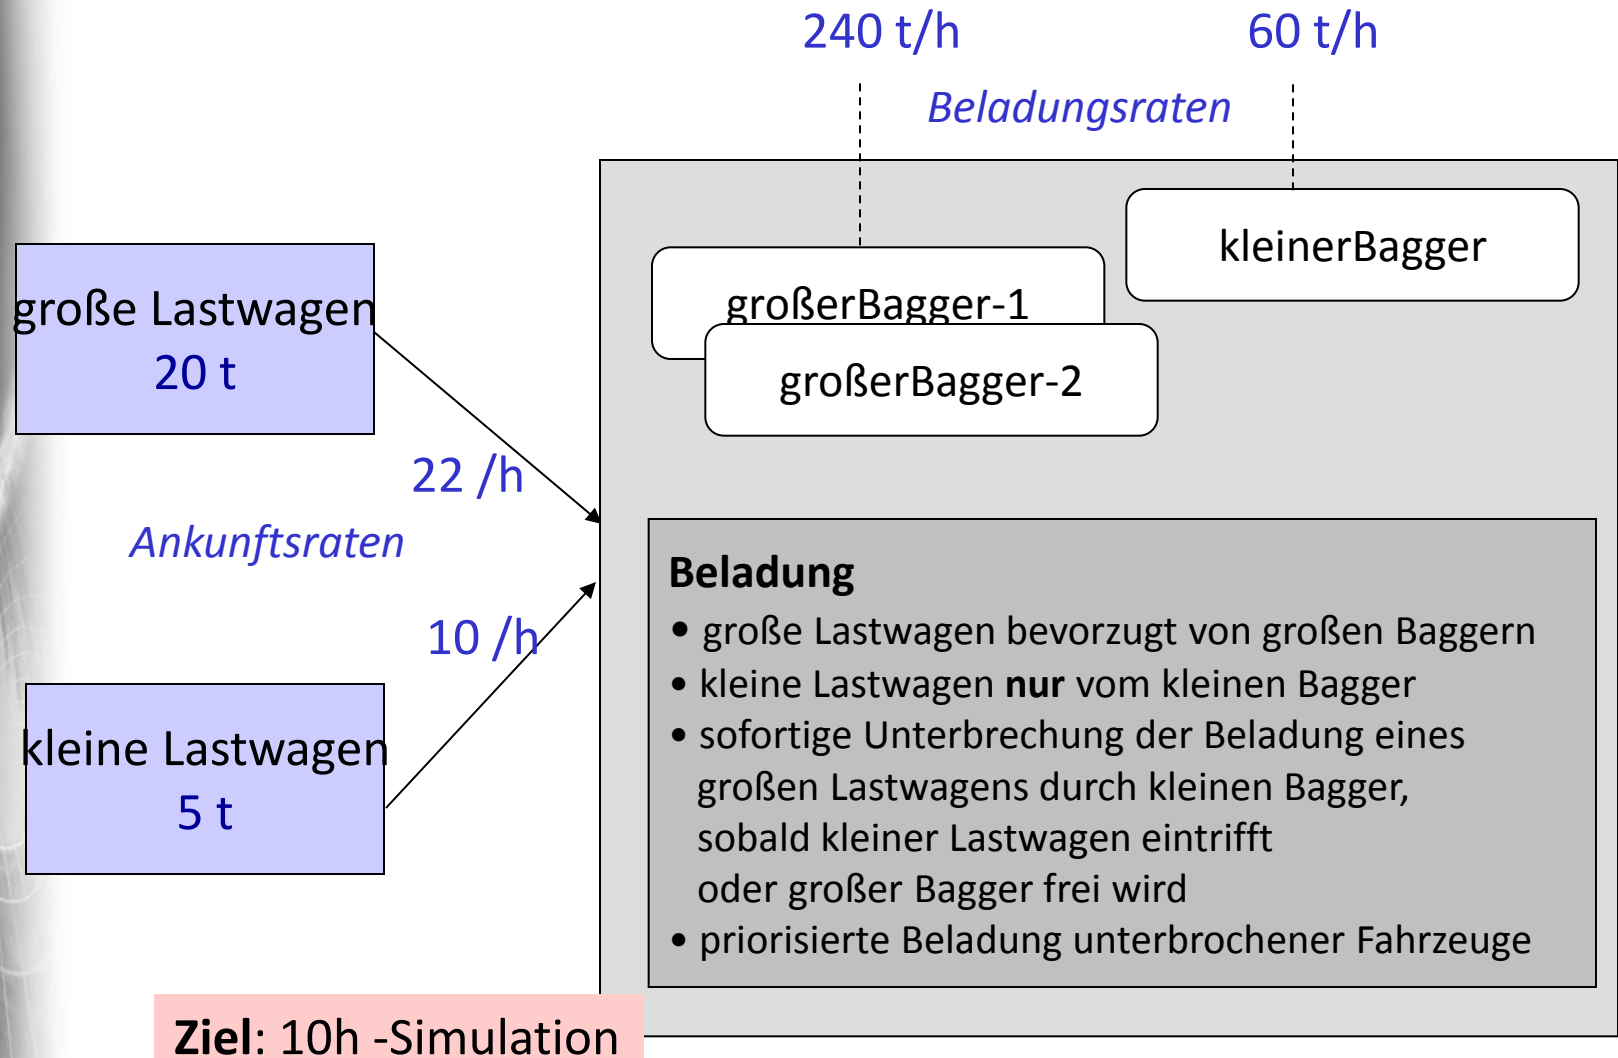 240 t/h
60 t/h
Beladungsraten
kleinerBagger
großerBagger-1
großerBagger-2
große Lastwagen
20 t
22 /h
Ankunftsraten
10 /h
kleine Lastwagen
5 t
Beladung
• große Lastwagen bevorzugt von großen Baggern
• kleine Lastwagen nur vom kleinen Bagger
• sofortige Unterbrechung der Beladung eines
großen Lastwagens durch kleinen Bagger,
sobald kleiner Lastwagen eintrifft
oder großer Bagger frei wird
• priorisierte Beladung unterbrochener Fahrzeuge
Ziel: 10h -Simulation